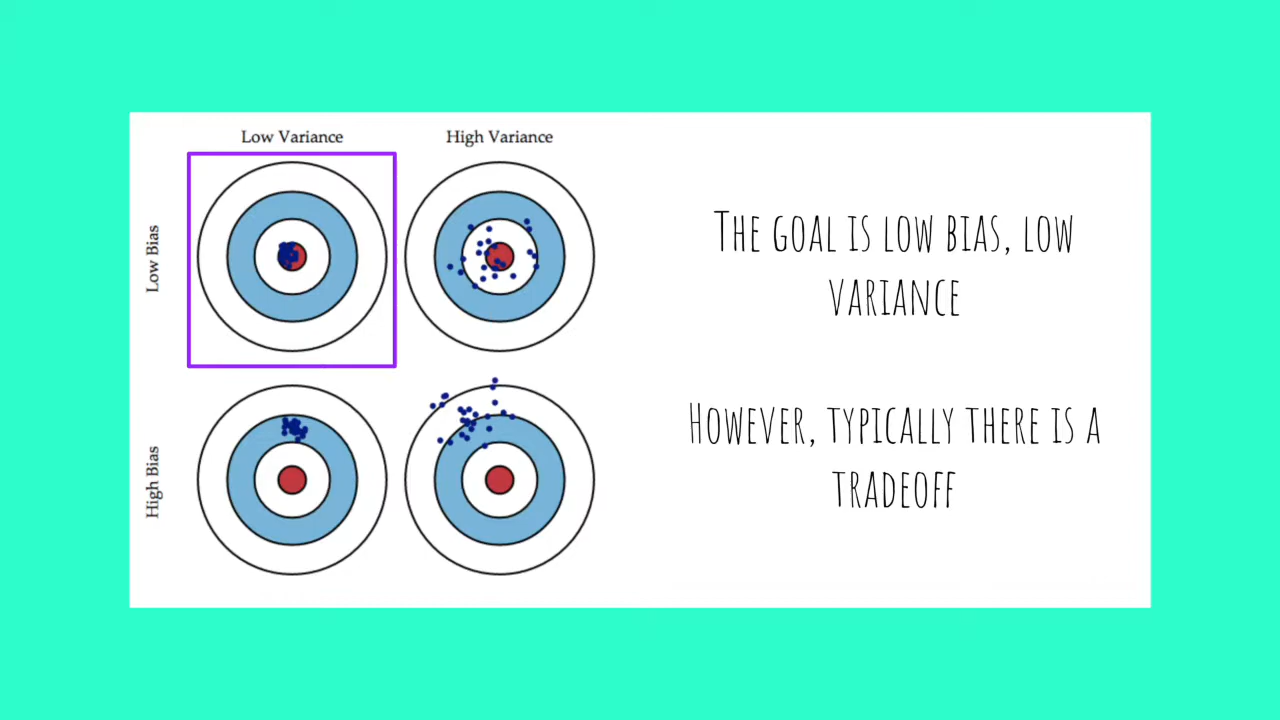 Low Variance
High Variance
Low Bias
High Bias
THE GOAL IS LOW BIAS, LOW
VARIANCE
HOWEVER, TYPICALLY THERE IS A
TRADEOFF